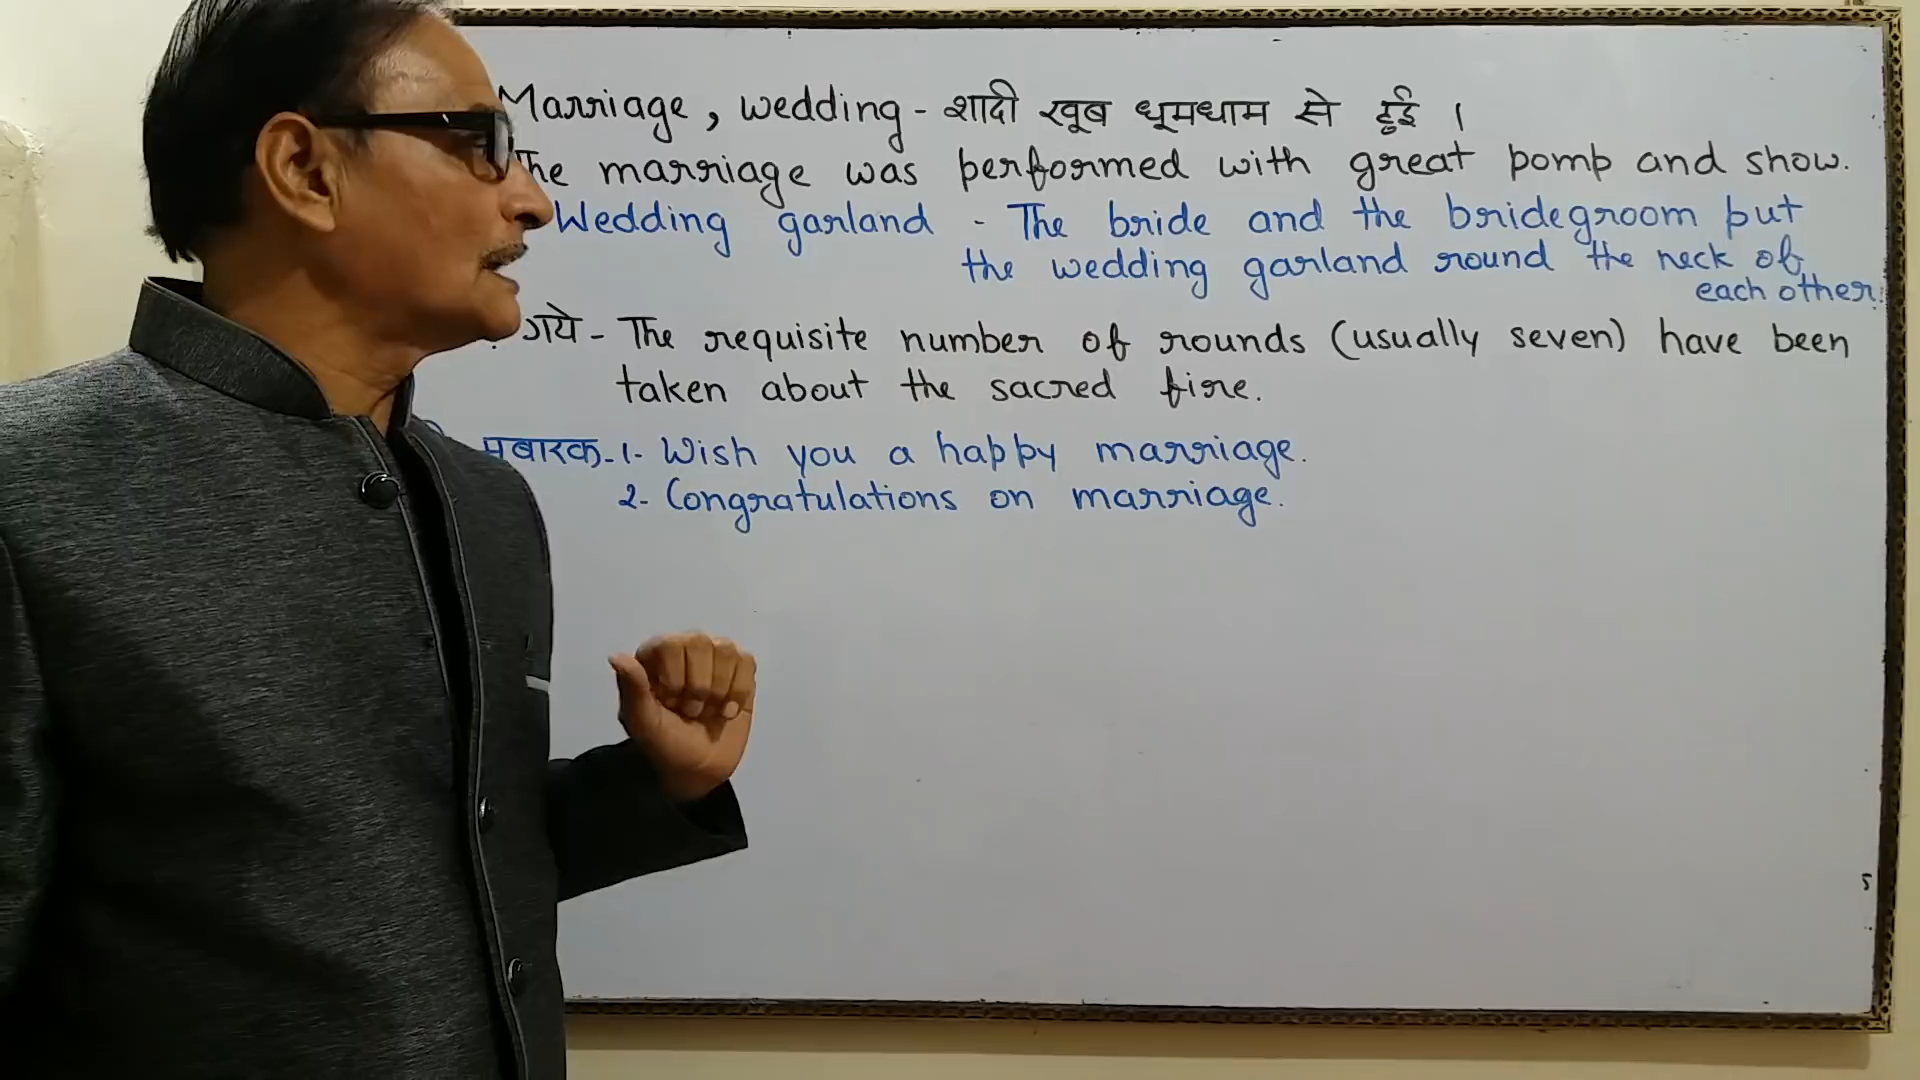 Marriage, wedding - शादी खूब धूमधाम से हुई ।
The marriage was performed with great pomp and show.
Wedding garland - The bride and the bridegroom put
the wedding garland round the neck of
each other.
गये - The requisite number of rounds (usually seven) have been
taken about the sacred fire.
मुबारक - 1- Wish you a happy marriage.
2- Congratulations on marriage.
5